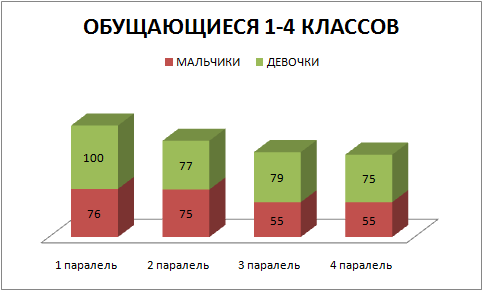 ОБУЩАЮЩИЕСЯ 1-4 КЛАССОВ
МАЛЬЧИКИ ДЕВОЧКИ
100 77 79 75
76 75 55 55
1 паралель 2 паралель 3 паралель 4 паралель